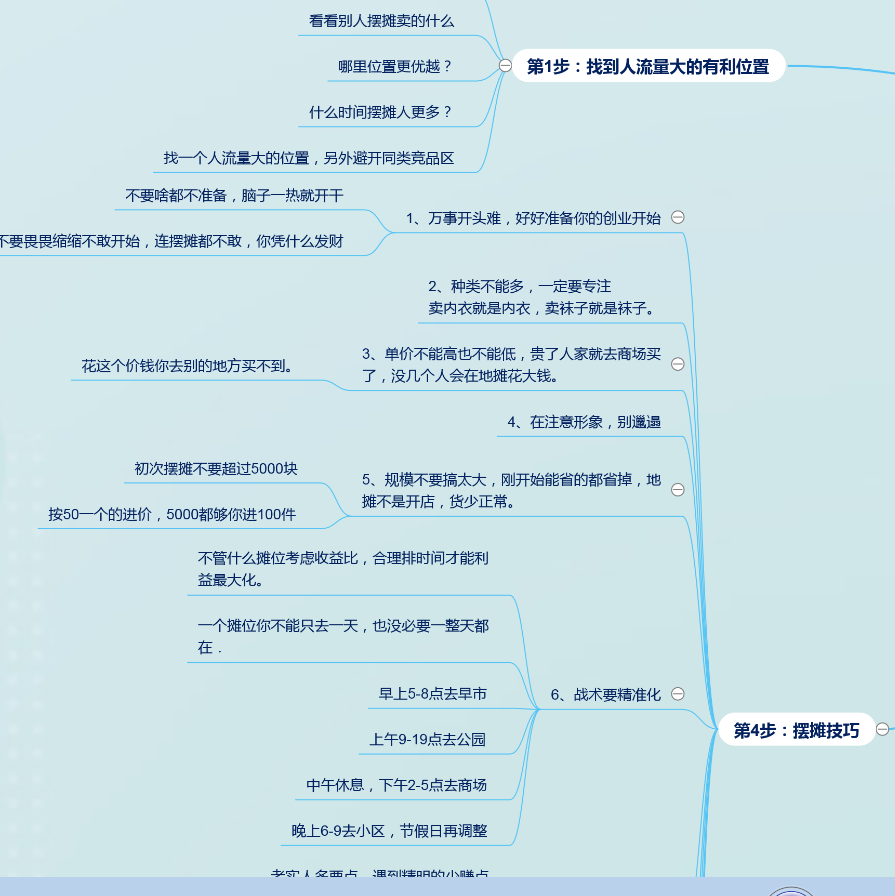 看看别人摆摊卖的什么
哪里位置更优越？
什么时间摆摊人更多？
找一个人流量大的位置，另外避开同类竞品区
第1步：找到人流量大的有利位置
不要啥都不准备，脑子一热就开干
不要畏畏缩缩不敢开始，连摆摊都不敢，你凭什么发财
1、万事开头难，好好准备你的创业开始
2、种类不能多，一定要专注
卖内衣就是内衣，卖袜子就是袜子。
花这个价钱你去别的地方买不到。
3、单价不能高也不能低，贵了人家就去商场买
了，没几个人会在地摊花大钱。
4、在注意形象，别邋遢
初次摆摊不要超过5000块
按50一个的进价，5000都够你进100件
5、规模不要搞太大，刚开始能省的都省掉，地
摊不是开店，货少正常。
不管什么摊位考虑收益比，合理排时间才能利
益最大化。
一个摊位你不能只去一天，也没必要一整天都
在．
早上5-8点去早市
上午9-19点去公园
中午休息，下午2-5点去商场
晚上6-9去小区，节假日再调整
6、战术要精准化
第4步：摆摊技巧
老实人多要点，遇到精明的少赚点